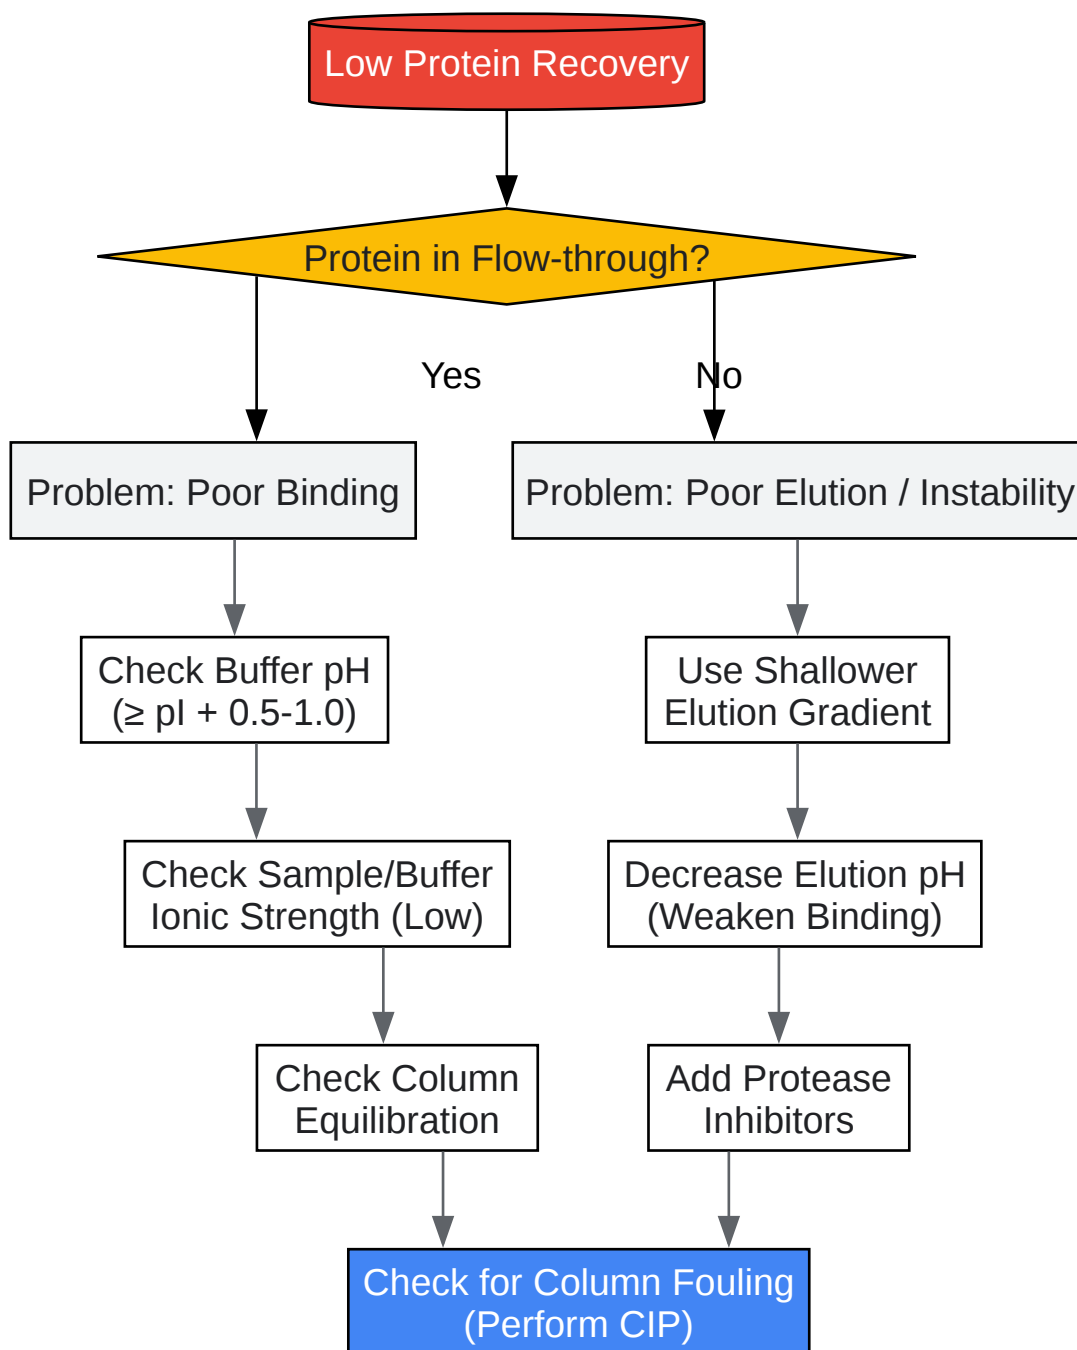 Low Protein Recovery
Protein in Flow-through?
Yes
No
Problem: Poor Binding
Problem: Poor Elution / Instability
Check Buffer pH
(≥ pI + 0.5-1.0)
Use Shallower
Elution Gradient
Check Sample/Buffer
Ionic Strength (Low)
Decrease Elution pH
(Weaken Binding)
Check Column
Equilibration
Add Protease
Inhibitors
Check for Column Fouling
(Perform CIP)